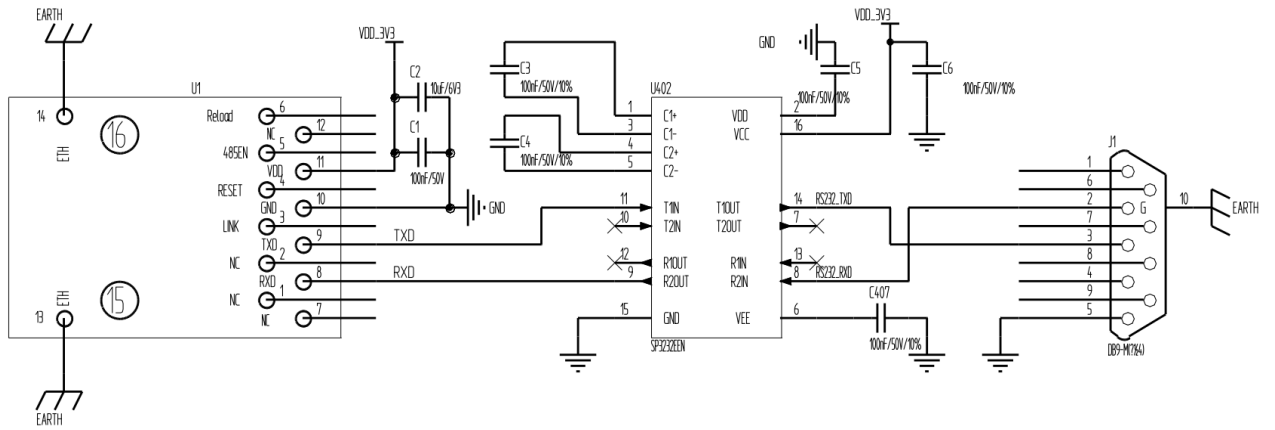 EARTH
VDD_3V3
VDD_3V3
GND
U1
C2
10uF/6V3
C3
100nF/50V/10%
U402
C5
100nF/50V/10%
C6
100nF/50V/10%
14
16
ETH
Reload
6
NC
12
485EN
5
VDD
11
RESET
4
GND
10
LINK
3
TXD
9
NC
2
RXD
8
NC
1
NC
7
C1
100nF/50V
GND
TXD
RXD
C4
100nF/50V/10%
1
C1+
3
C1-
4
C2+
5
C2-
11
T1IN
10
T2IN
12
R1OUT
9
R2OUT
15
GND
SP3232EEN
VDD
2
VCC
16
T1OUT
14
RS232_TXD
T2OUT
7
R1IN
13
R2IN
8
RS232_RXD
VEE
6
C407
100nF/50V/10%
J1
1
6
2
G
7
3
8
4
9
5
10
EARTH
13
ETH
15
EARTH